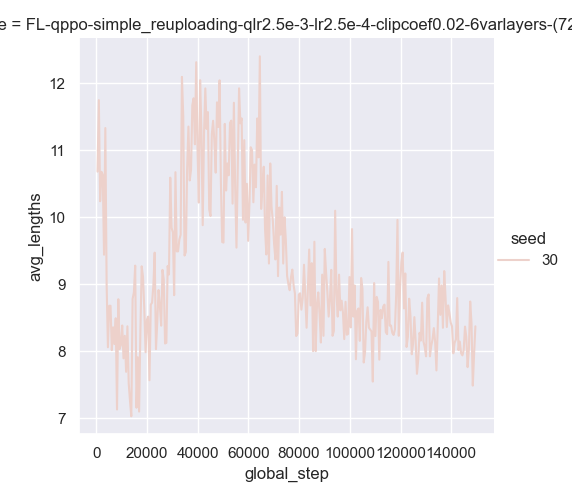 e = FL-qppo-simple_reuploading-qlr2.5e-3-lr2.5e-4-clipcoef0.02-6varlayers-(72
12
11
10
9
8
7
avg_lengths
seed
30
0 20000 40000 60000 80000 100000 120000 140000
global_step